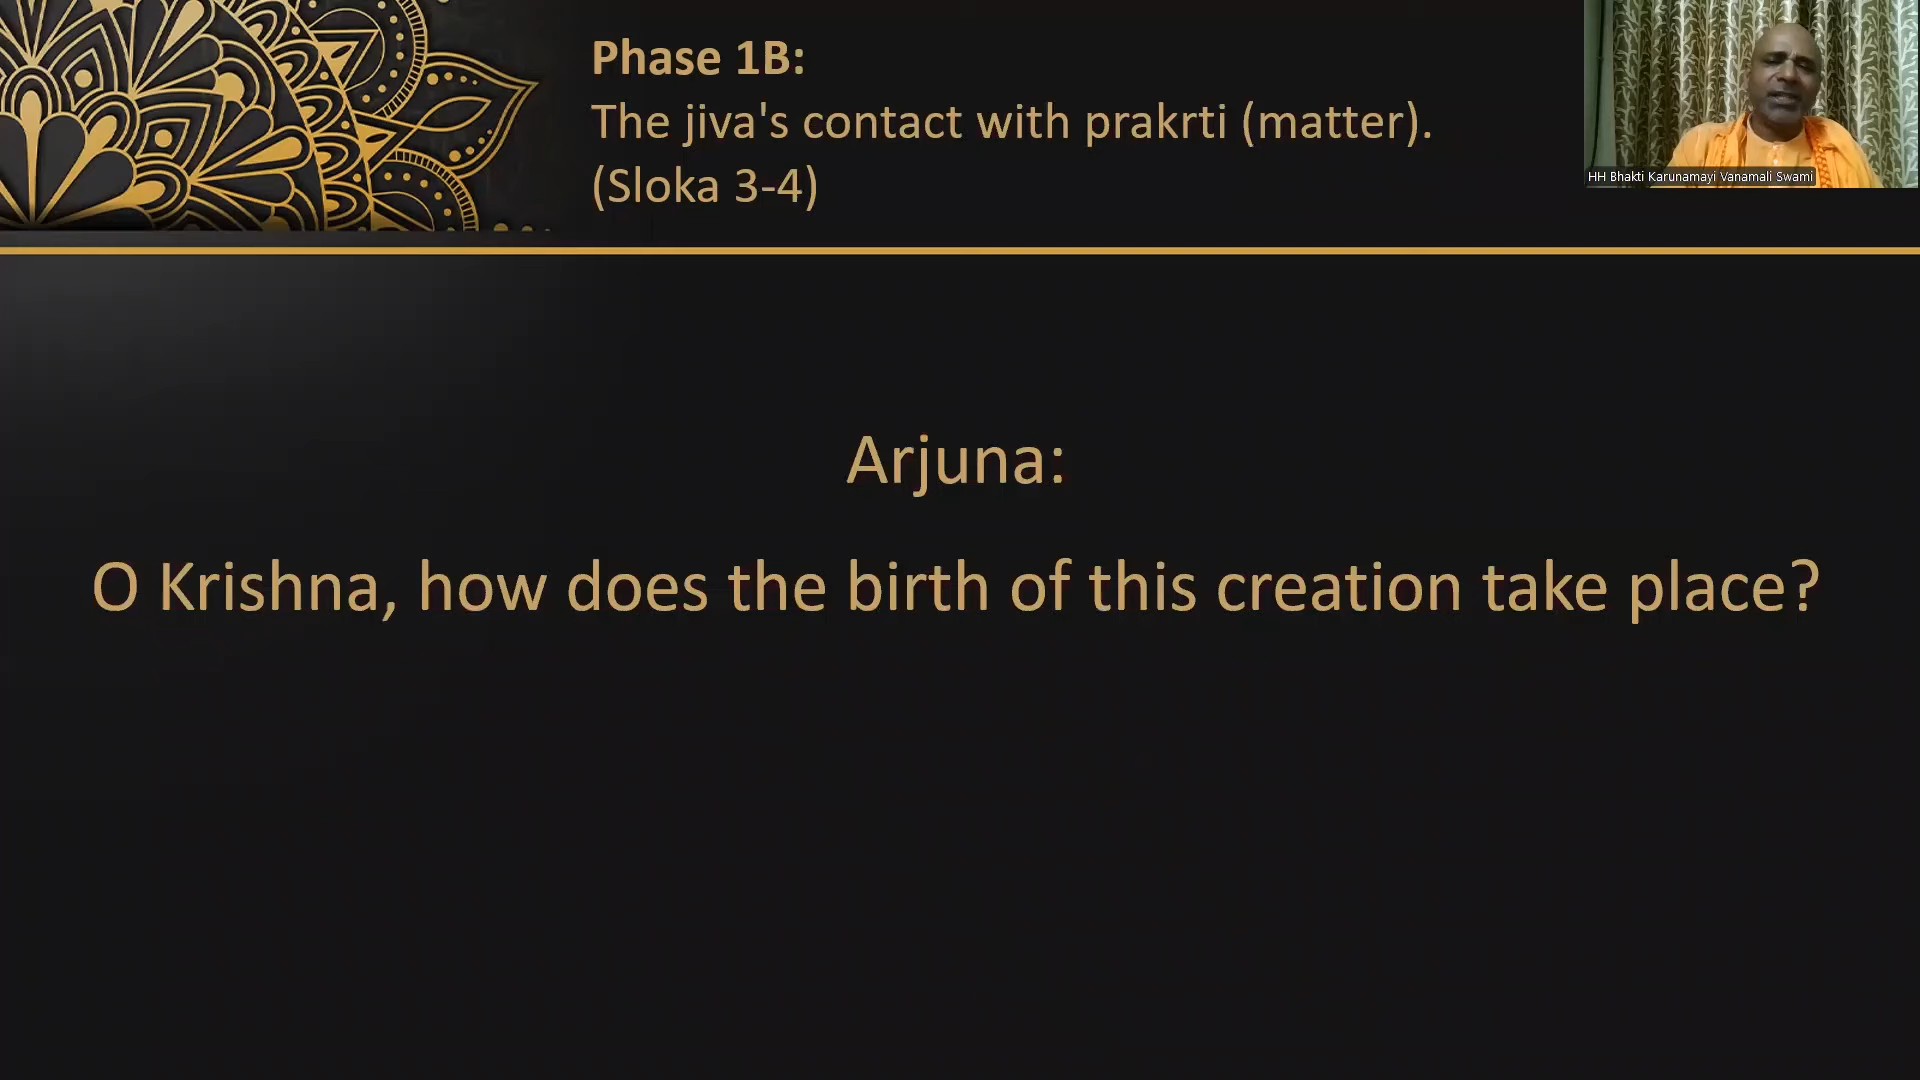 Phase 1B:
The jiva's contact with prakrti (matter).
(Sloka 3-4)
HH Bhakti Karunamayi Vanamali Swami
Arjuna:
O Krishna, how does the birth of this creation take place?